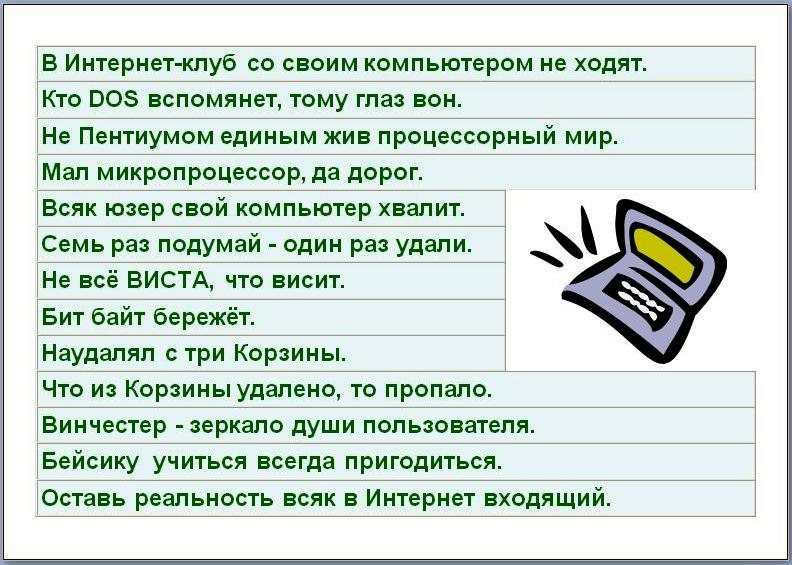 В Интернет-клуб со своим компьютером не ходят.
Кто DOS вспомянет, тому глаз вон.
Не Пентиумом единым жив процессорный мир.
Мал микропроцессор, да дорог.
Всяк юзер свой компьютер хвалит.
Семь раз подумай - один раз удали.
Не всё ВИСТА, что висит.
Бит байт бережёт.
Наудалял с три Корзины.
Что из Корзины удалено, то пропало.
Винчестер - зеркало души пользователя.
Бейсику учиться всегда пригодиться.
Оставь реальность всяк в Интернет входящий.